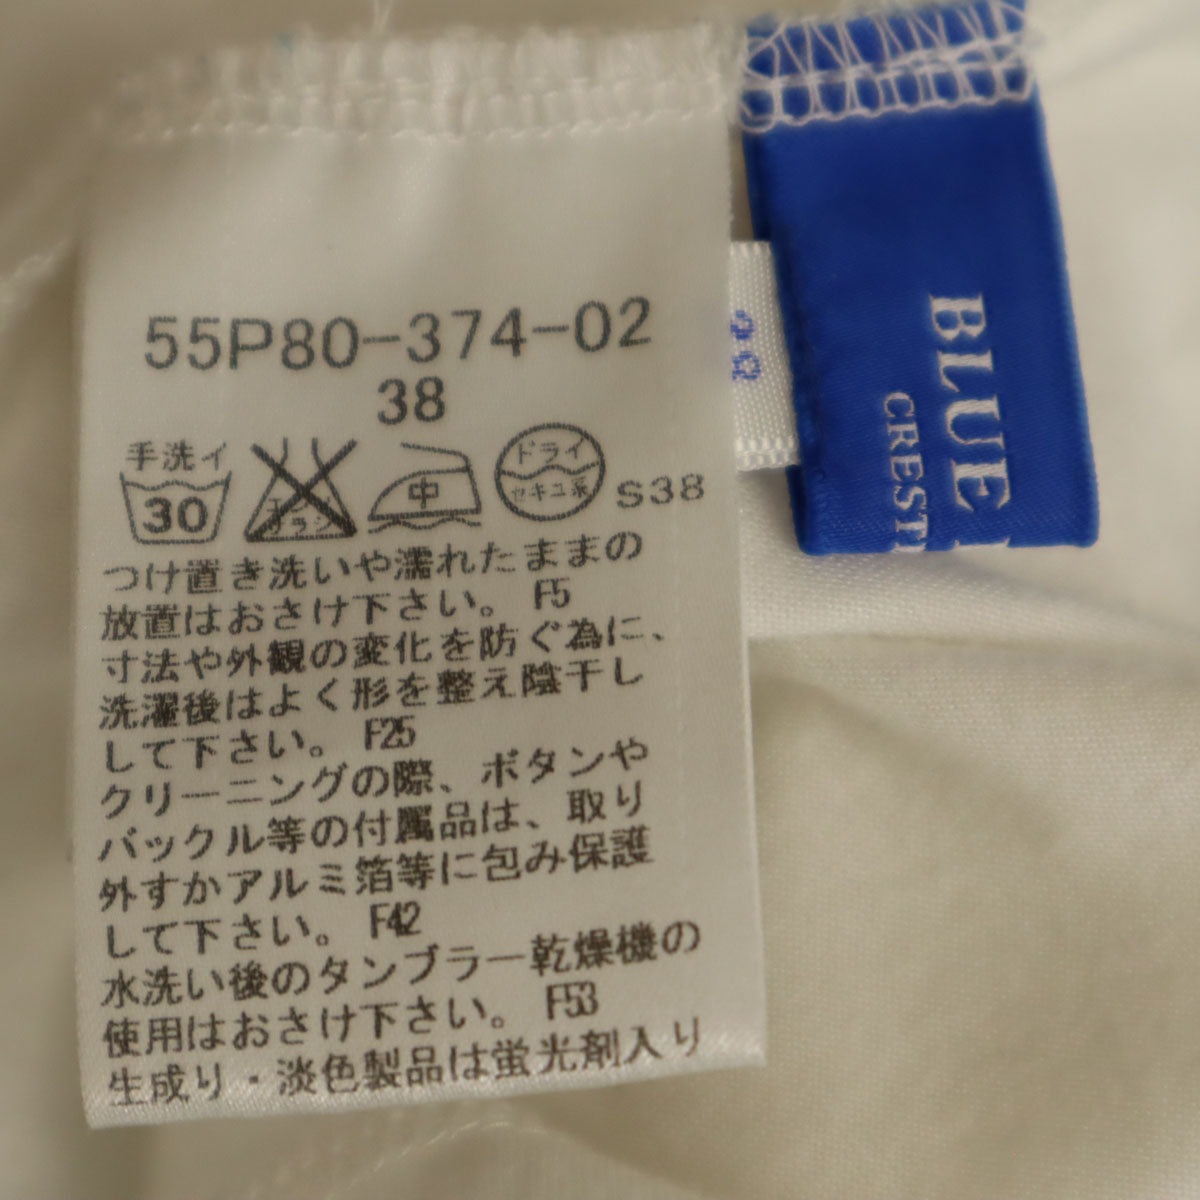 55P80-374-02
38
手洗イ
30
中
ドライ
セキユ系
S38
つけ置き洗いや濡れたままの
放置はおさけ下さい。 F5
寸法や外観の変化を防ぐ為に、
洗濯後はよく形を整え陰干し
して下さい。 F25
クリーニングの際、ボタンや
バックル等の付属品は、取り
外すかアルミ箔等に包み保護
して下さい。 F42
水洗い後のタンブラー乾燥機の
使用はおさけ下さい。 F53
生成り・淡色製品は蛍光剤入り
BLUE